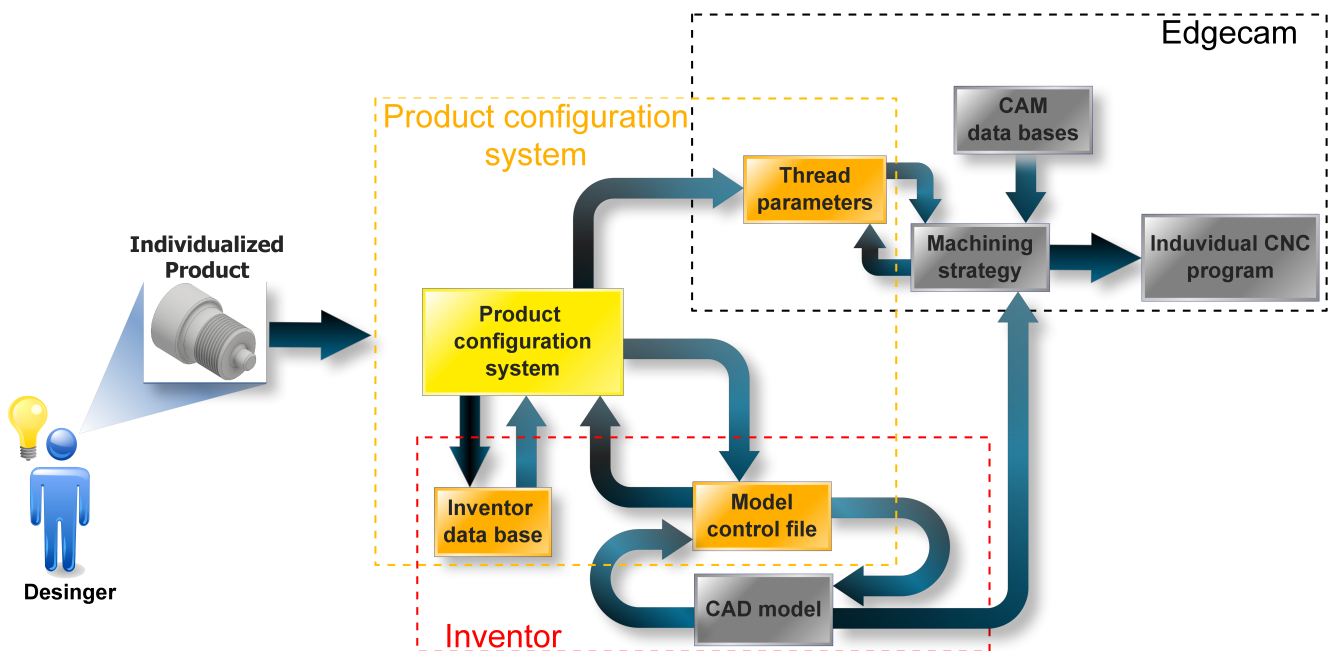 Edgecam
Product configuration
system
CAM
data bases
Thread
parameters
Machining
strategy
Induvidual CNC
program
Individualized
Product
Product
configuration
system
Inventor
data base
Model
control file
Desinger
CAD model
Inventor